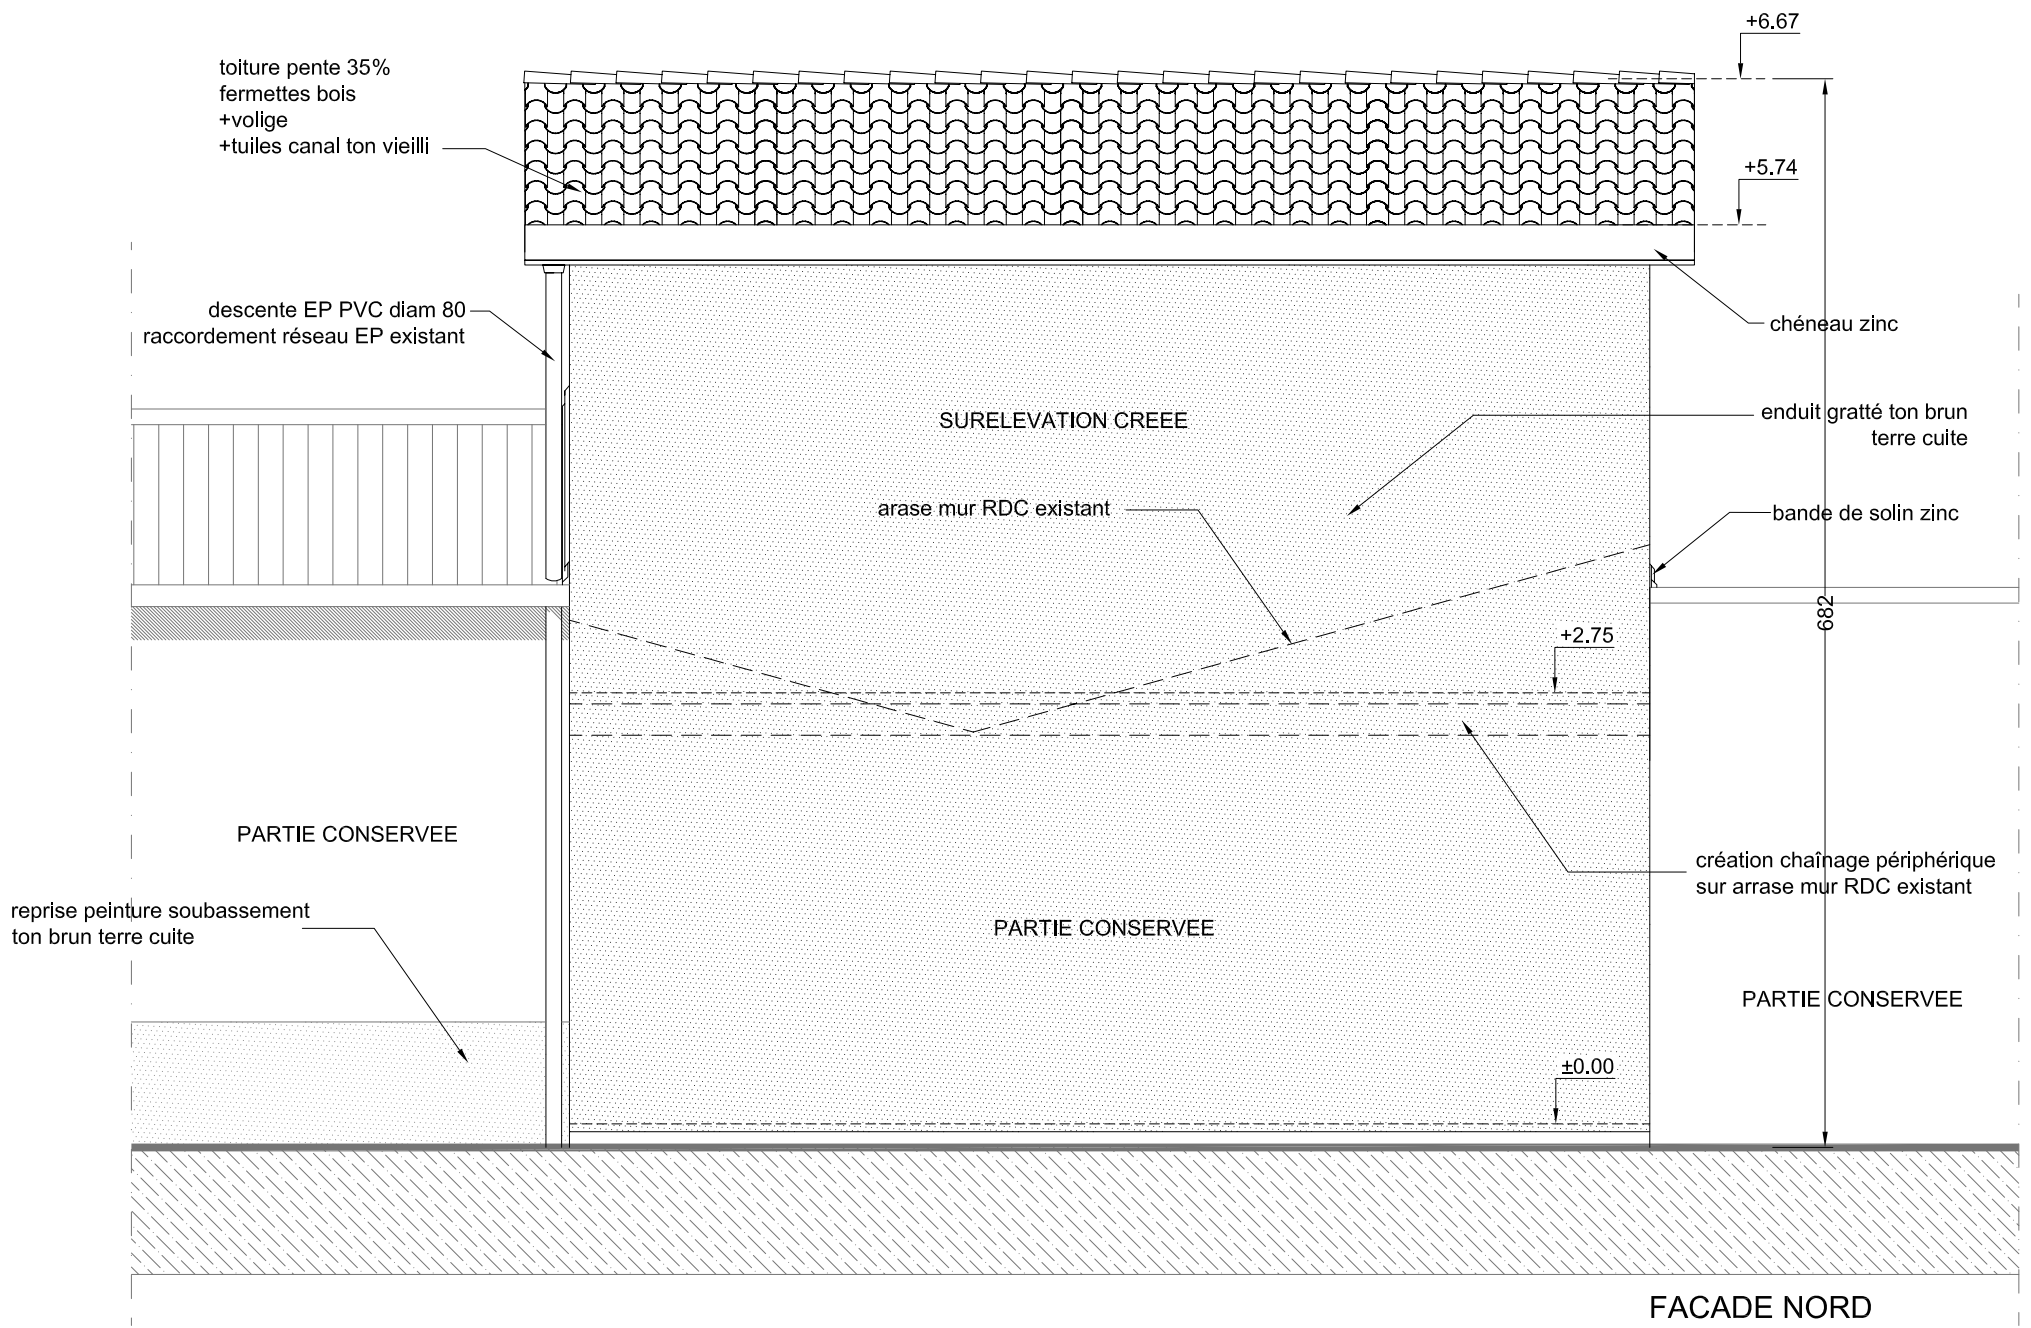 +6.67
toiture pente 35%
fermettes bois
+volige
+tuiles canal ton vieilli
+5.74
descente EP PVC diam 80
raccordement réseau EP existant
chéneau zinc
SURELEVATION CREEE
enduit gratté ton brun
terre cuite
arase mur RDC existant
bande de solin zinc
682
+2.75
PARTIE CONSERVEE
création chaînage périphérique
sur arrase mur RDC existant
reprise peinture soubassement
ton brun terre cuite
PARTIE CONSERVEE
PARTIE CONSERVEE
±0.00
FACADE NORD